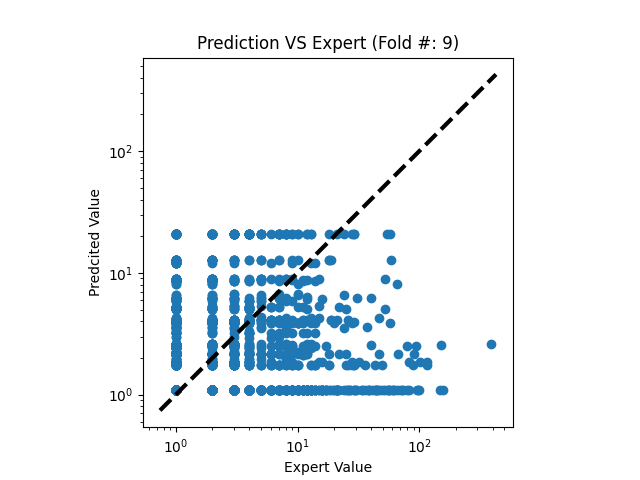 Prediction VS Expert (Fold #: 9)
Predcited Value
10²
10¹
10⁰
10⁰ 10¹ 10²
Expert Value